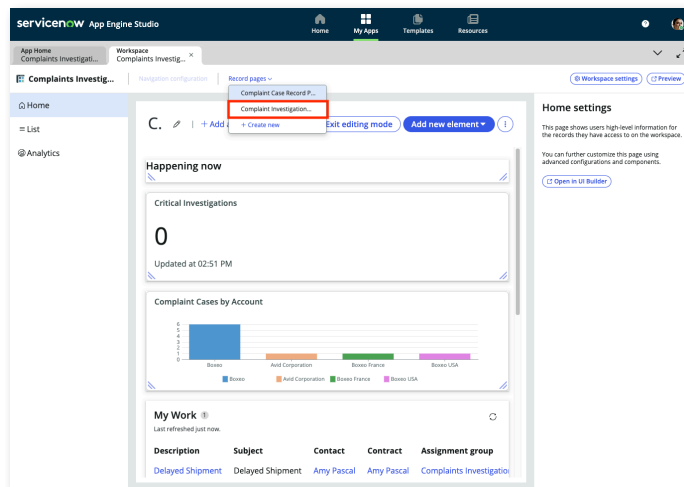 servicenow App Engine Studio
Home
My Apps
Templates
Resources
App Home
Complaints Investigati...
Workspace
Complaints Investig...
Complaints Investig...
Navigation configuration
Record pages
Workspace settings
Preview
Complaint Case Record P...
Complaint Investigation...
+ Create new
Home
List
Analytics
C.
+ Add
Exit editing mode
Add new element
Happening now
Critical Investigations
0
Updated at 02:51 PM
Complaint Cases by Account
6
5
4
3
2
1
0
Boxeo
Avid Corporation
Boxeo France
Boxeo USA
Boxeo
Avid Corporation
Boxeo France
Boxeo USA
My Work 1
Last refreshed just now.
Description Subject Contact Contract Assignment group
Delayed Shipment Delayed Shipment Amy Pascal Amy Pascal Complaints Investigation
Home settings
This page shows users high-level information for
the records they have access to on the workspace.
You can further customize this page using
advanced configurations and components.
Open in UI Builder